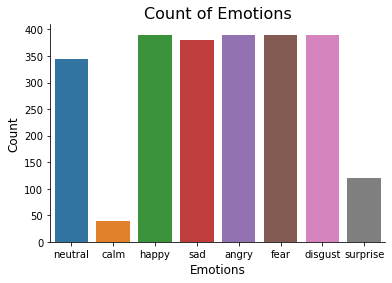 Count of Emotions
Count
400
350
300
250
200
150
100
50
0
neutral calm happy sad angry fear disgust surprise
Emotions